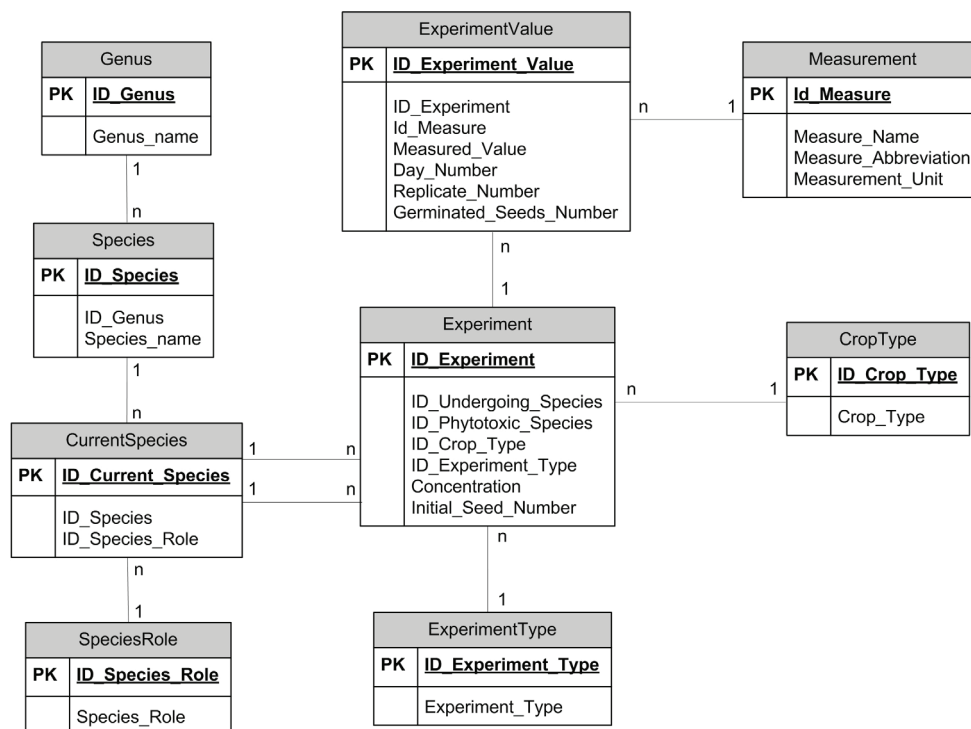 Genus
PK ID_Genus
Genus_name
1
n
Species
PK ID_Species
ID_Genus
Species_name
1
n
CurrentSpecies
PK ID_Current_Species
ID_Species
ID_Species_Role
n
1
SpeciesRole
PK ID_Species_Role
Species_Role
ExperimentValue
PK ID_Experiment_Value
ID_Experiment
Id_Measure
Measured_Value
Day_Number
Replicate_Number
Germinated_Seeds_Number
n 1
Measurement
PK Id_Measure
Measure_Name
Measure_Abbreviation
Measurement_Unit
n
1
Experiment
PK ID_Experiment
ID_Undergoing_Species
ID_Phytotoxic_Species
ID_Crop_Type
ID_Experiment_Type
Concentration
Initial_Seed_Number
1 n
1 n
n 1
CropType
PK ID_Crop_Type
Crop_Type
n
1
ExperimentType
PK ID_Experiment_Type
Experiment_Type